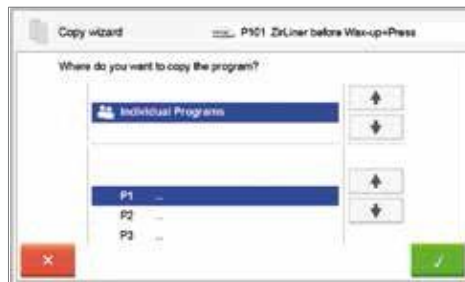 Copy wizard P101 ZirLiner before Wax-up+Press
Where do you want to copy the program?
Individual Programs
P1 ...
P2 ...
P3 ...